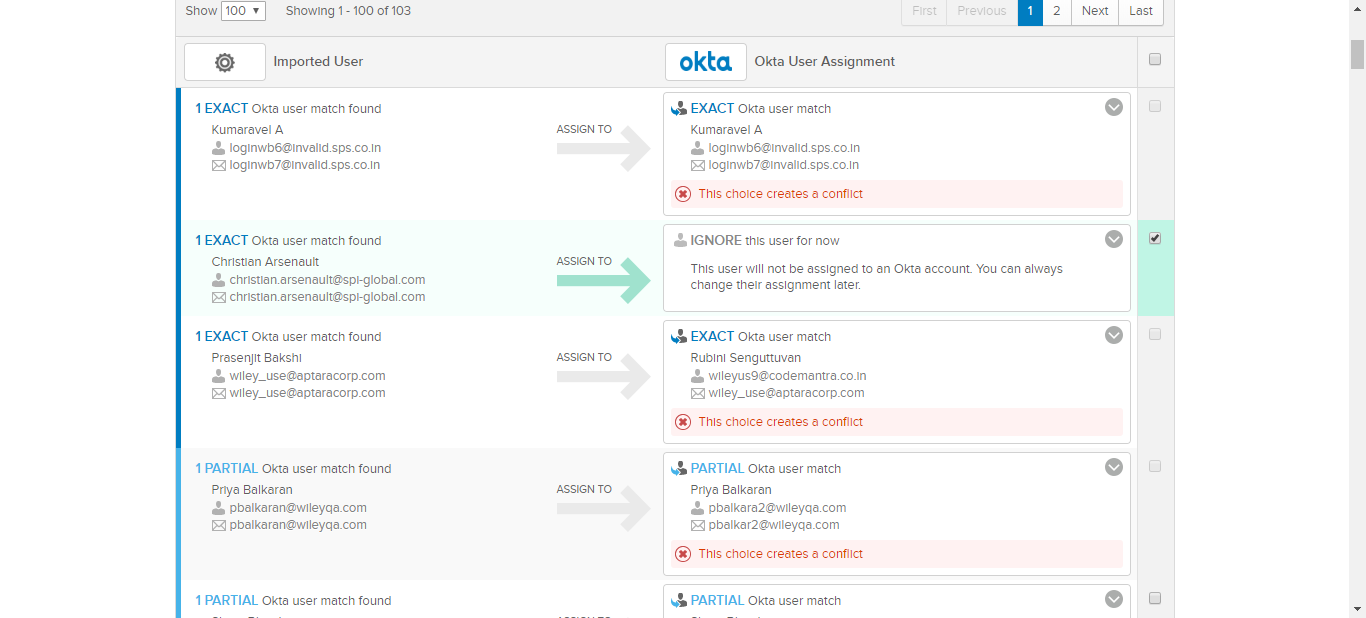 Show 100 Showing 1 - 100 of 103 First Previous 1 2 Next Last
Imported User okta Okta User Assignment
1 EXACT Okta user match found
Kumaravel A
loginwb6@invalid.sps.co.in
loginwb7@invalid.sps.co.in
ASSIGN TO
EXACT Okta user match
Kumaravel A
loginwb6@invalid.sps.co.in
loginwb7@invalid.sps.co.in
This choice creates a conflict
1 EXACT Okta user match found
Christian Arsenault
christian.arsenault@spi-global.com
christian.arsenault@spi-global.com
ASSIGN TO
IGNORE this user for now
This user will not be assigned to an Okta account. You can always
change their assignment later.
1 EXACT Okta user match found
Prasenjit Bakshi
wiley_use@aptaracorp.com
wiley_use@aptaracorp.com
ASSIGN TO
EXACT Okta user match
Rubini Senguttuvan
wileyus9@codemantra.co.in
wiley_use@aptaracorp.com
This choice creates a conflict
1 PARTIAL Okta user match found
Priya Balkaran
pbalkaran@wileyqa.com
pbalkaran@wileyqa.com
ASSIGN TO
PARTIAL Okta user match
Priya Balkaran
pbalkara2@wileyqa.com
pbalkar2@wileyqa.com
This choice creates a conflict
1 PARTIAL Okta user match found
PARTIAL Okta user match